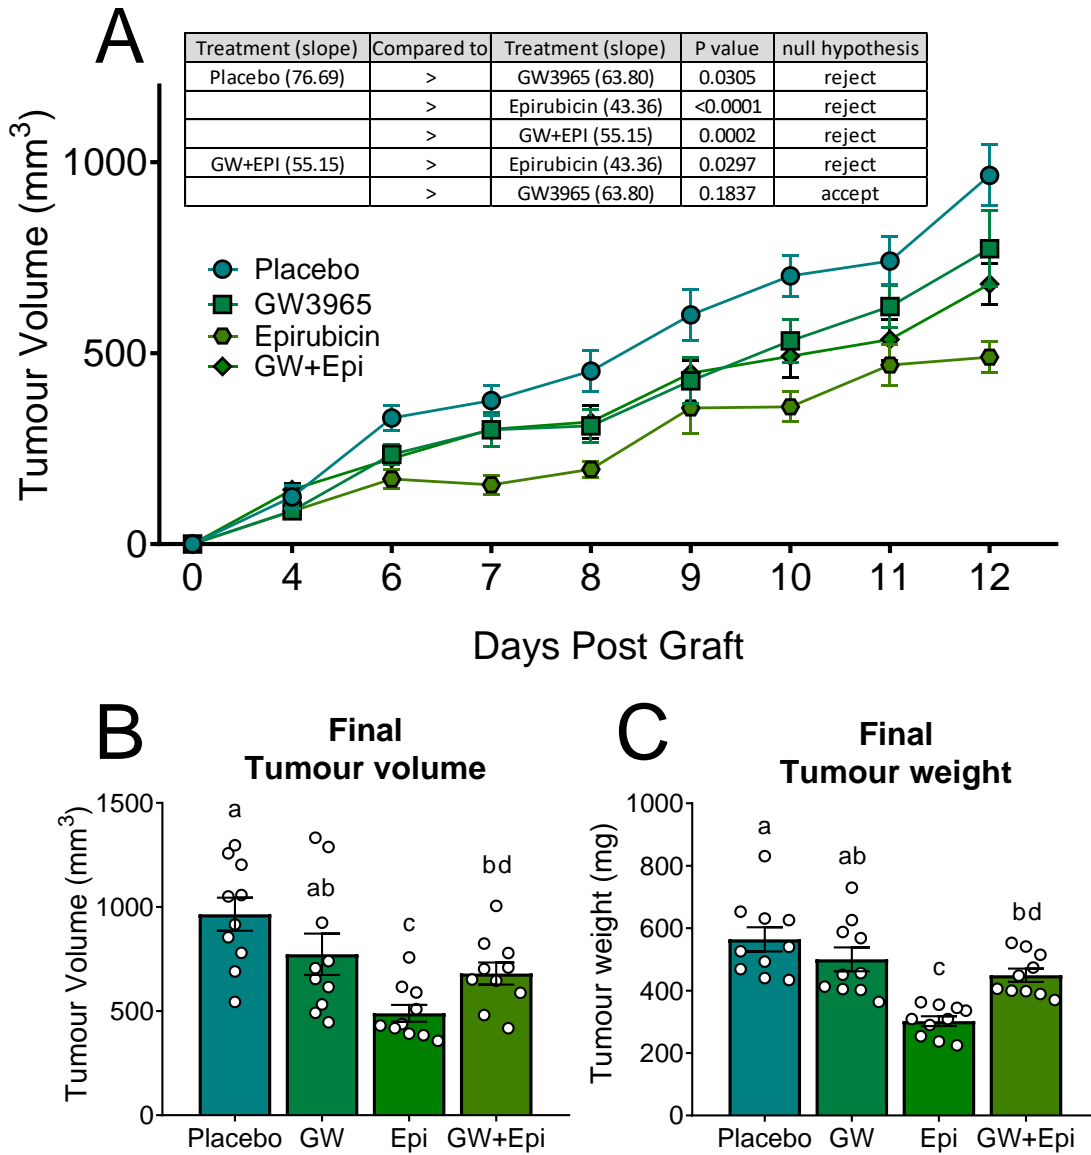 A
Treatment (slope) Compared to Treatment (slope) P value null hypothesis
Placebo (76.69) > GW3965 (63.80) 0.0305 reject
> Epirubicin (43.36) <0.0001 reject
> GW+EPI (55.15) 0.0002 reject
GW+EPI (55.15) > Epirubicin (43.36) 0.0297 reject
> GW3965 (63.80) 0.1837 accept
Tumour Volume (mm3)
1000
500
0
Placebo
GW3965
Epirubicin
GW+Epi
0 4 6 7 8 9 10 11 12
Days Post Graft
B
Final
Tumour volume
Tumour Volume (mm3)
1500
1000
500
0
a
ab
c
bd
Placebo GW Epi GW+Epi
C
Final
Tumour weight
Tumour weight (mg)
1000
800
600
400
200
0
a
ab
c
bd
Placebo GW Epi GW+Epi